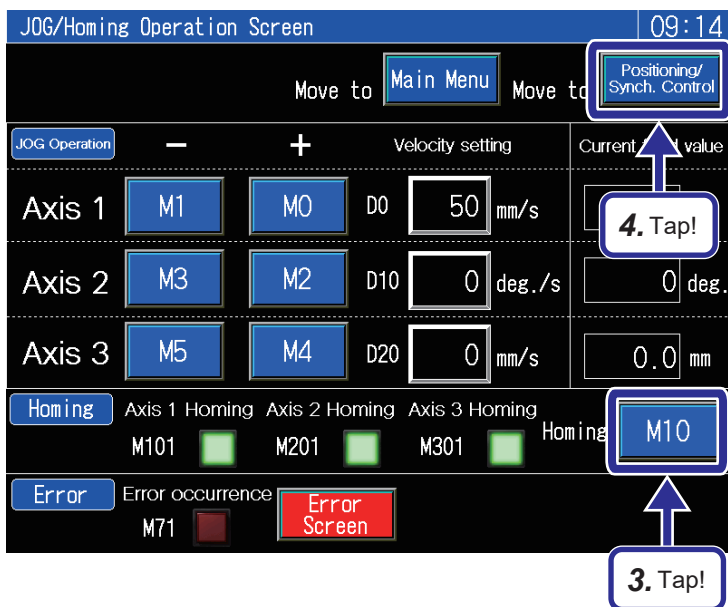 JOG/Homing Operation Screen 09:14
Move to Main Menu Move to Positioning/
Synch. Control
JOG Operation − + Velocity setting Current value
Axis 1 M1 M0 D0 50 mm/s
4. Tap!
Axis 2 M3 M2 D10 0 deg./s 0 deg.
Axis 3 M5 M4 D20 0 mm/s 0.0 mm
Homing Axis 1 Homing Axis 2 Homing Axis 3 Homing
M101 M201 M301 Homing M10
Error Error occurrence Error
Screen
M71
3. Tap!